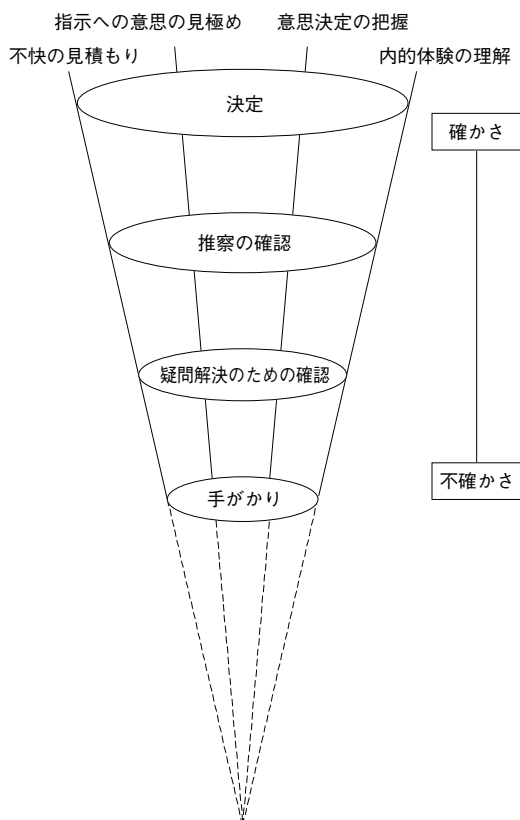 指示への意思の見極め
意思決定の把握
不快の見積もり
内的体験の理解
決定
確かさ
推察の確認
疑問解決のための確認
不確かさ
手がかり